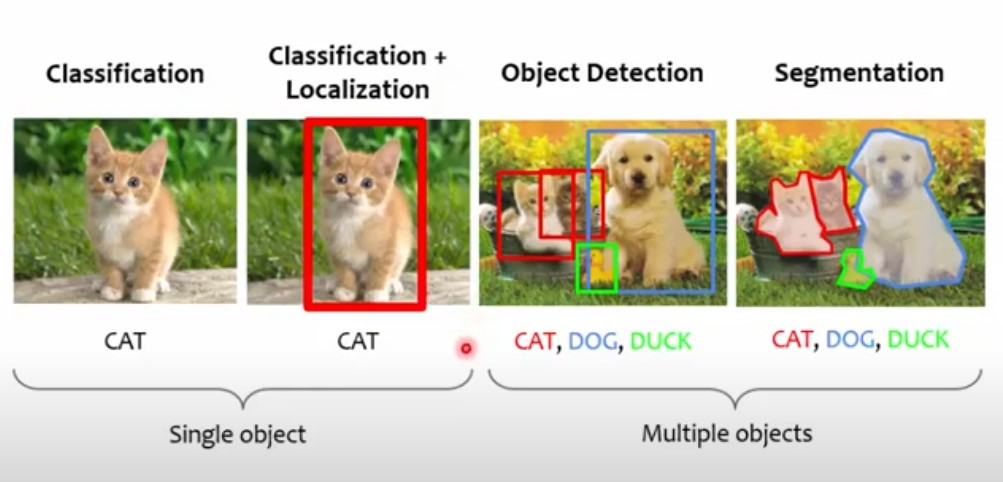 Classification
Classification +
Localization
Object Detection
Segmentation
CAT
CAT
CAT, DOG, DUCK
CAT, DOG, DUCK
Single object
Multiple objects